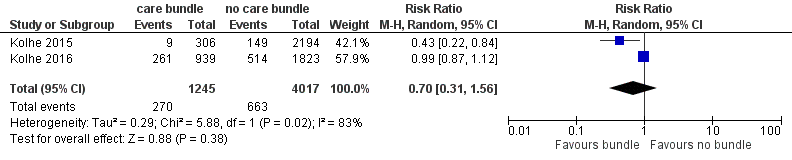 care bundle no care bundle Risk Ratio Risk Ratio
Study or Subgroup Events Total Events Total Weight M-H, Random, 95% CI M-H, Random, 95% CI
Kolhe 2015 9 306 149 2194 42.1% 0.43 [0.22, 0.84]
Kolhe 2016 261 939 514 1823 57.9% 0.99 [0.87, 1.12]
Total (95% CI) 1245 4017 100.0% 0.70 [0.31, 1.56]
Total events 270 663
Heterogeneity: Tau² = 0.29; Chi² = 5.88, df = 1 (P = 0.02); I² = 83%
Test for overall effect: Z = 0.88 (P = 0.38)
0.01 0.1 1 10 100
Favours bundle Favours no bundle